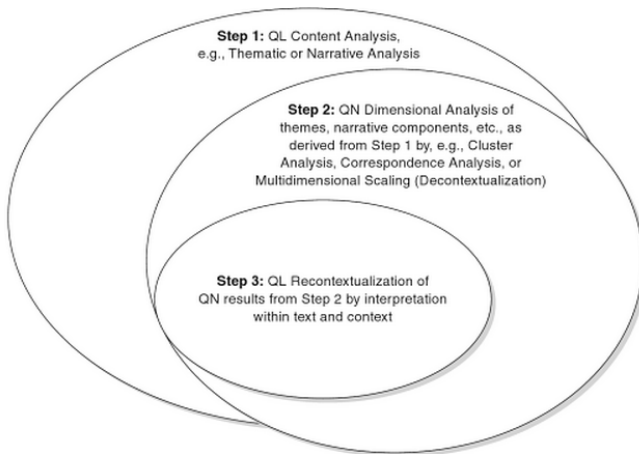 Step 1: QL Content Analysis,
e.g., Thematic or Narrative Analysis
Step 2: QN Dimensional Analysis of
themes, narrative components, etc., as
derived from Step 1 by, e.g., Cluster
Analysis, Correspondence Analysis, or
Multidimensional Scaling (Decontextualization)
Step 3: QL Recontextualization of
QN results from Step 2 by interpretation
within text and context